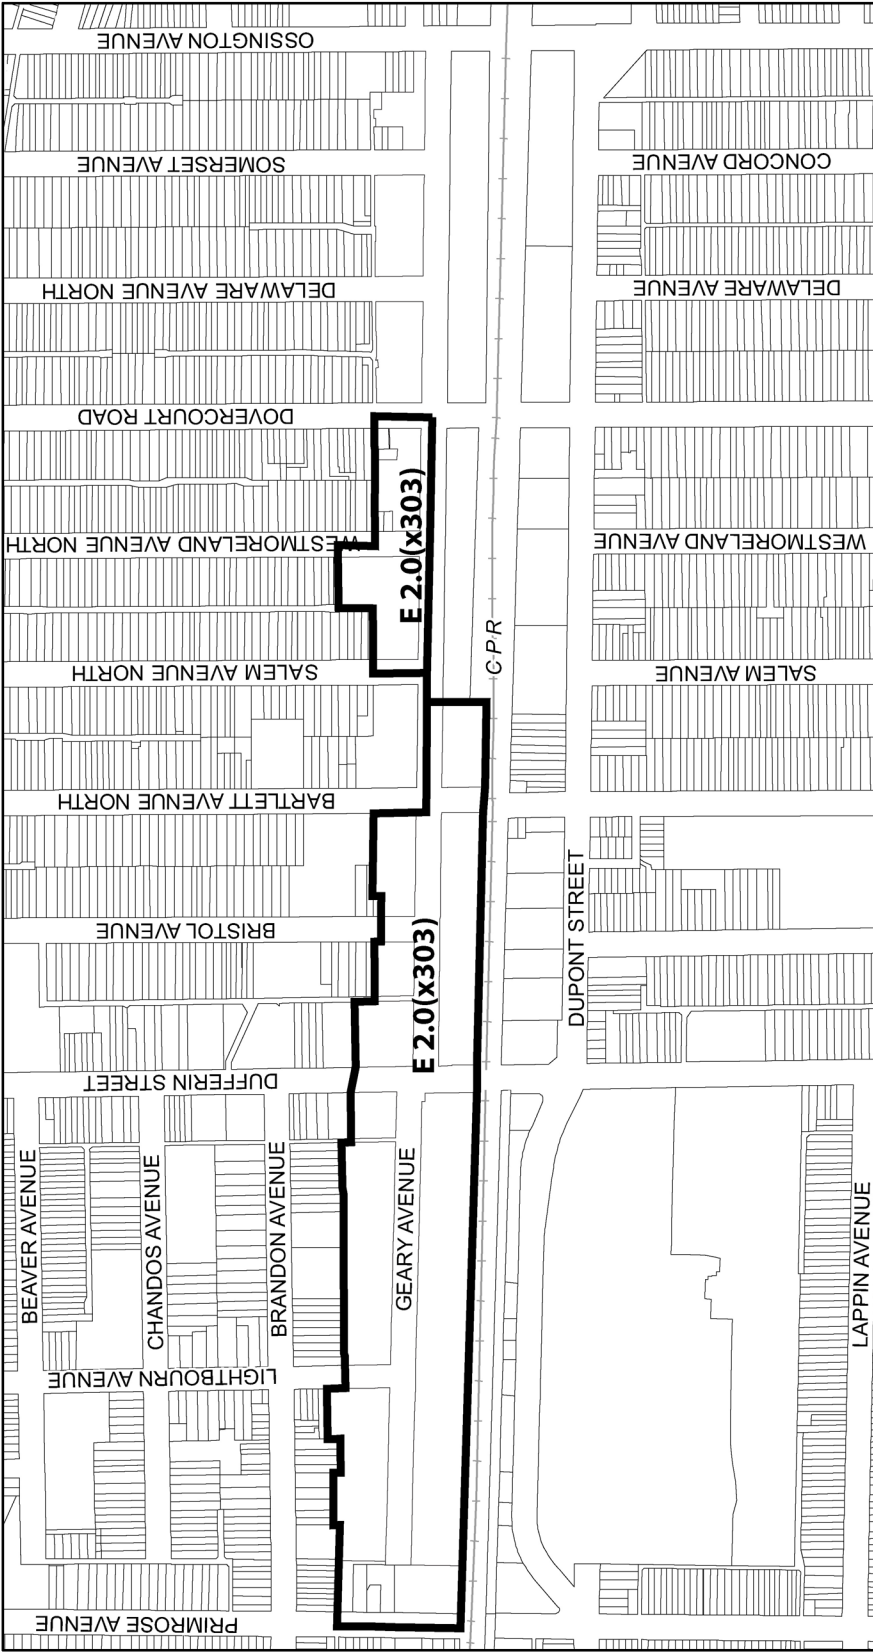 OSSINGTON AVENUE
SOMERSET AVENUE
CONCORD AVENUE
DELAWARE AVENUE NORTH
DELAWARE AVENUE
DOVERCOURT ROAD
WESTMORELAND AVENUE NORTH
WESTMORELAND AVENUE
E 2.0(x303)
C P R
SALEM AVENUE NORTH
SALEM AVENUE
BARTLETT AVENUE NORTH
BRISTOL AVENUE
E 2.0(x303)
DUPONT STREET
DUFFERIN STREET
BEAVER AVENUE
CHANDOS AVENUE
BRANDON AVENUE
GEARY AVENUE
LAPPIN AVENUE
LIGHTBOURN AVENUE
PRIMROSE AVENUE